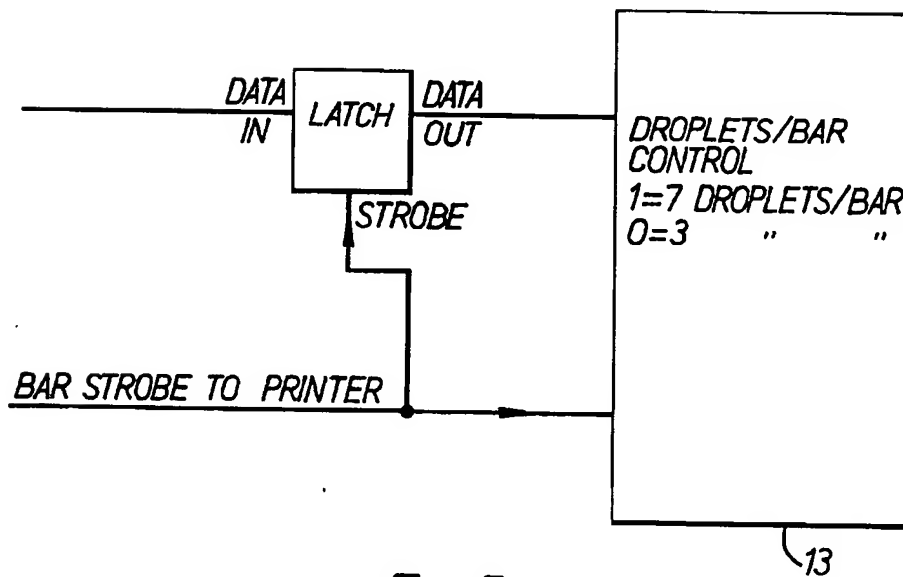 DATA IN
LATCH
DATA OUT
STROBE
DROPLETS/BAR
CONTROL
1=7 DROPLETS/BAR
0=3 " "
BAR STROBE TO PRINTER
13